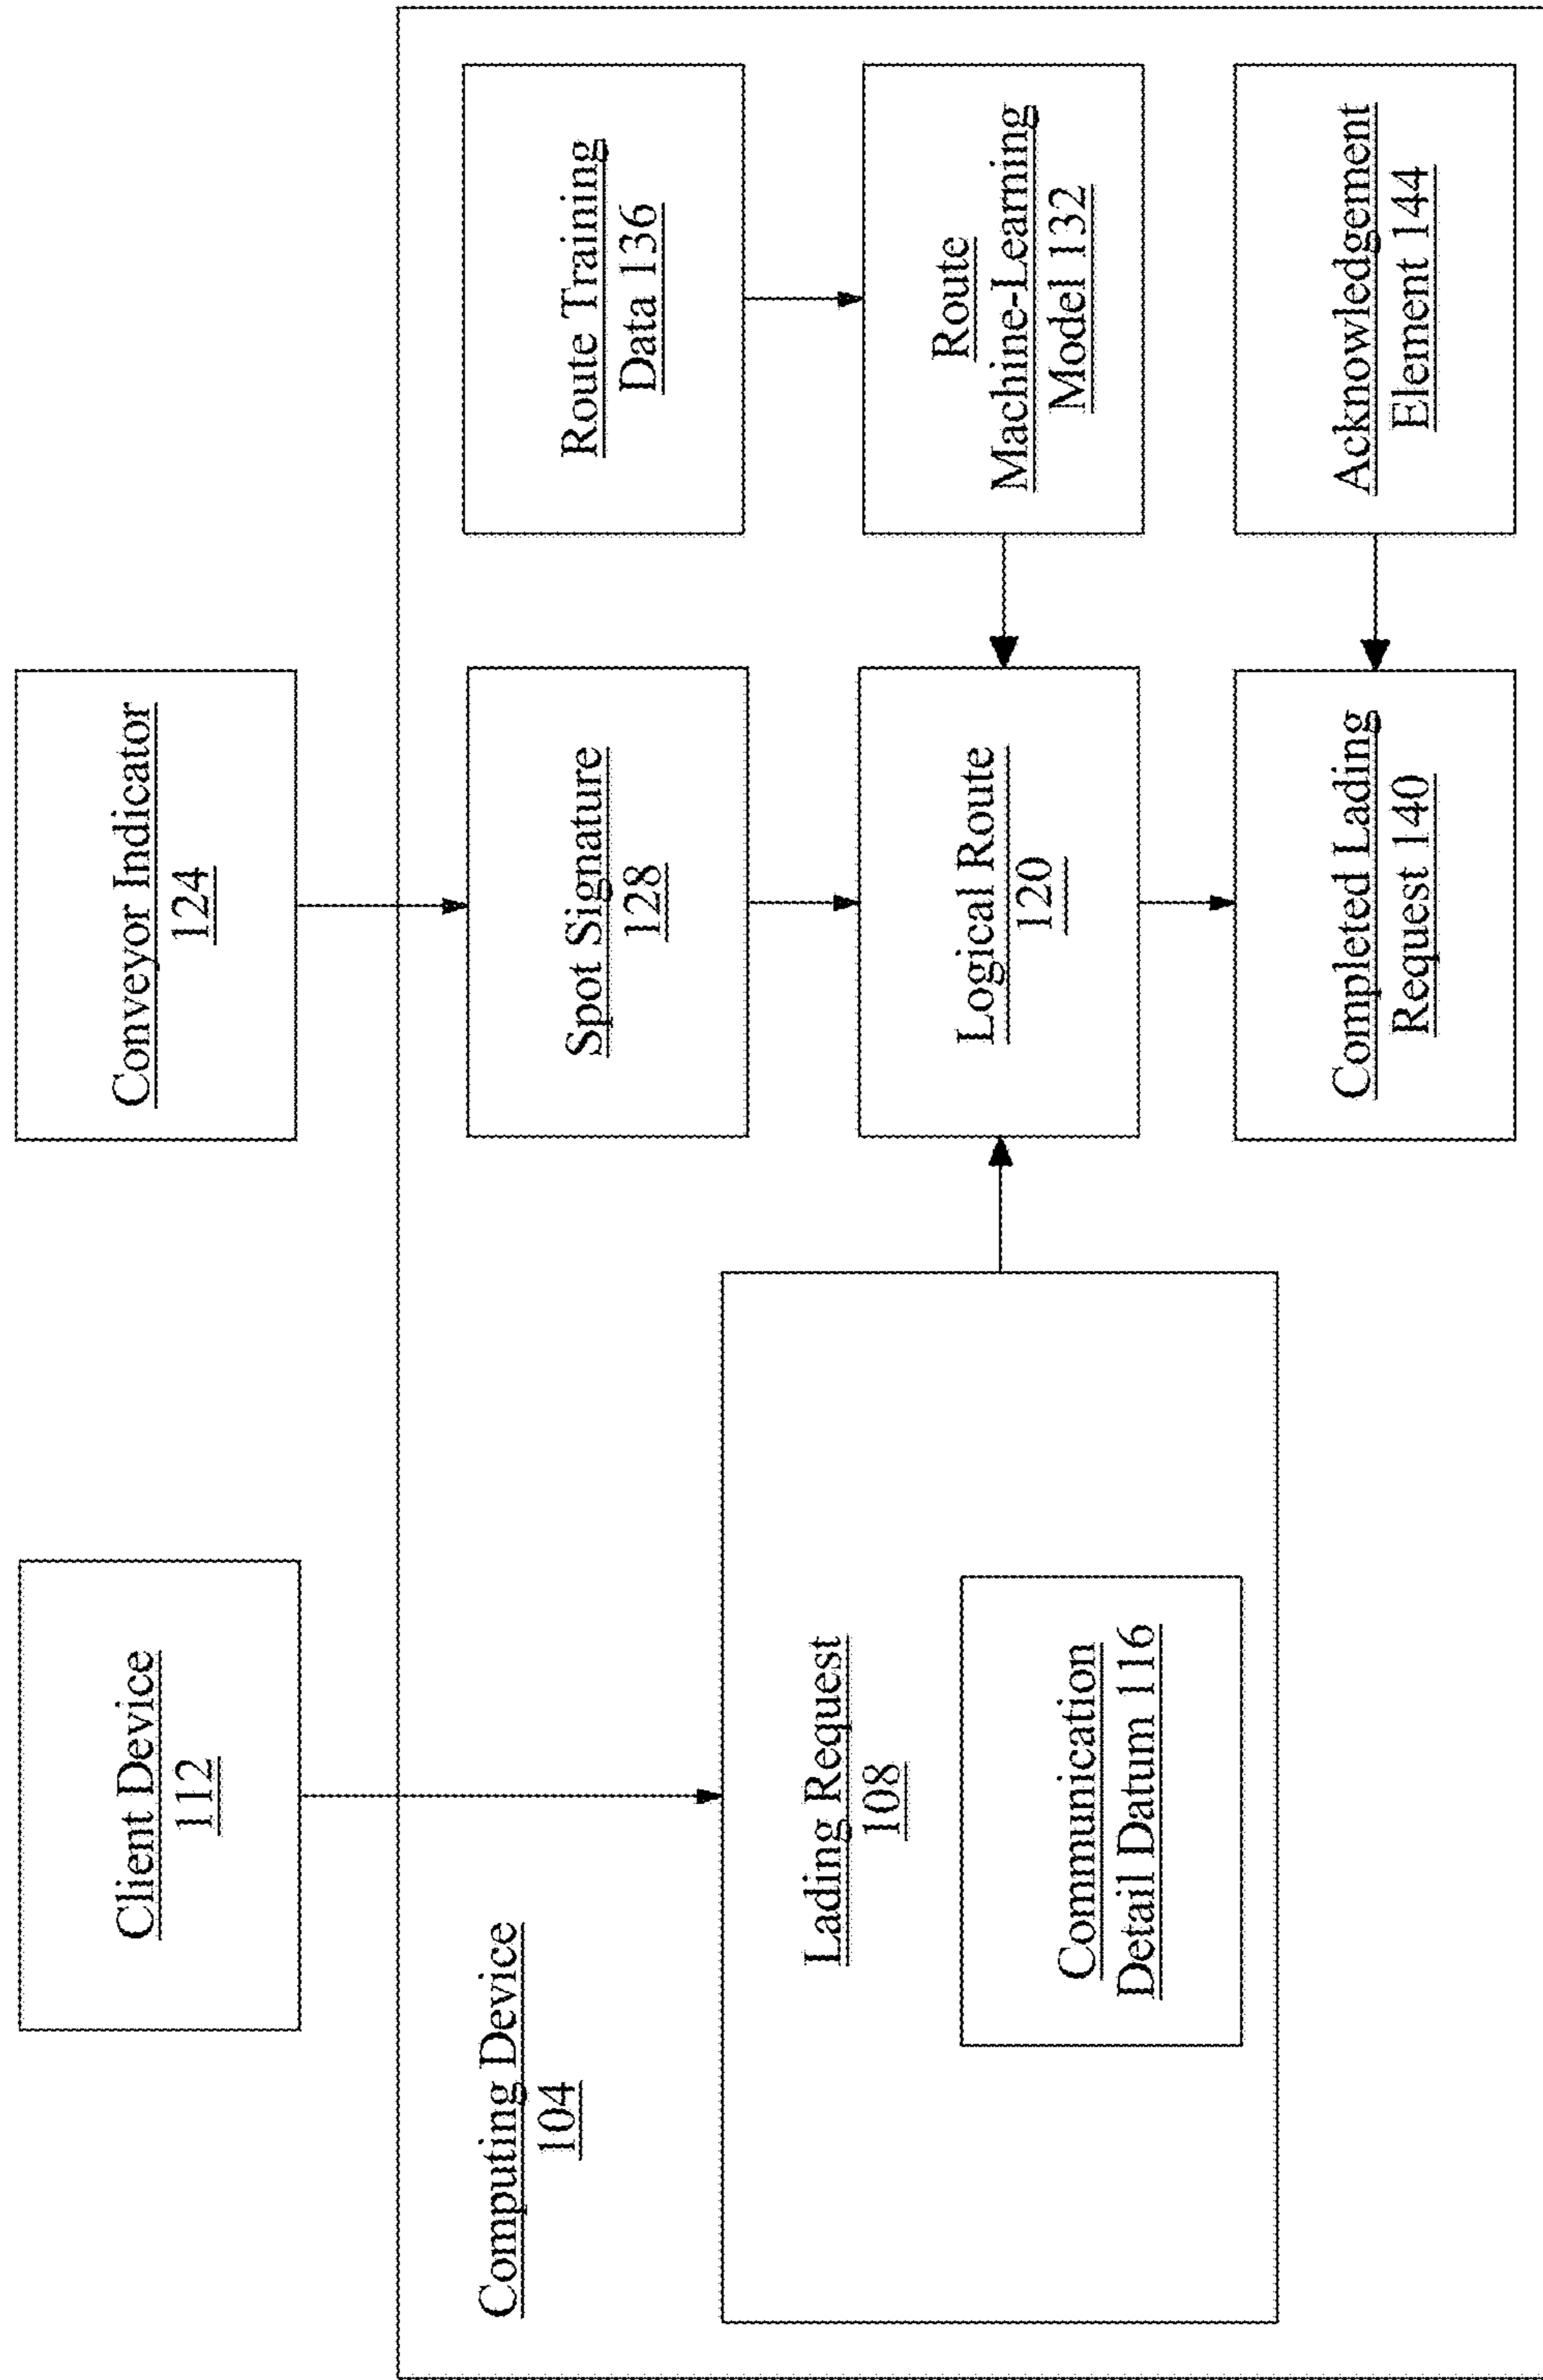 Client Device
112
Conveyor Indicator
124
Computing Device
104
Spot Signature
128
Route Training
Data 136
Lading Request
108
Communication
Detail Datum 116
Logical Route
120
Route
Machine-Learning
Model 132
Completed Lading
Request 140
Acknowledgement
Element 144